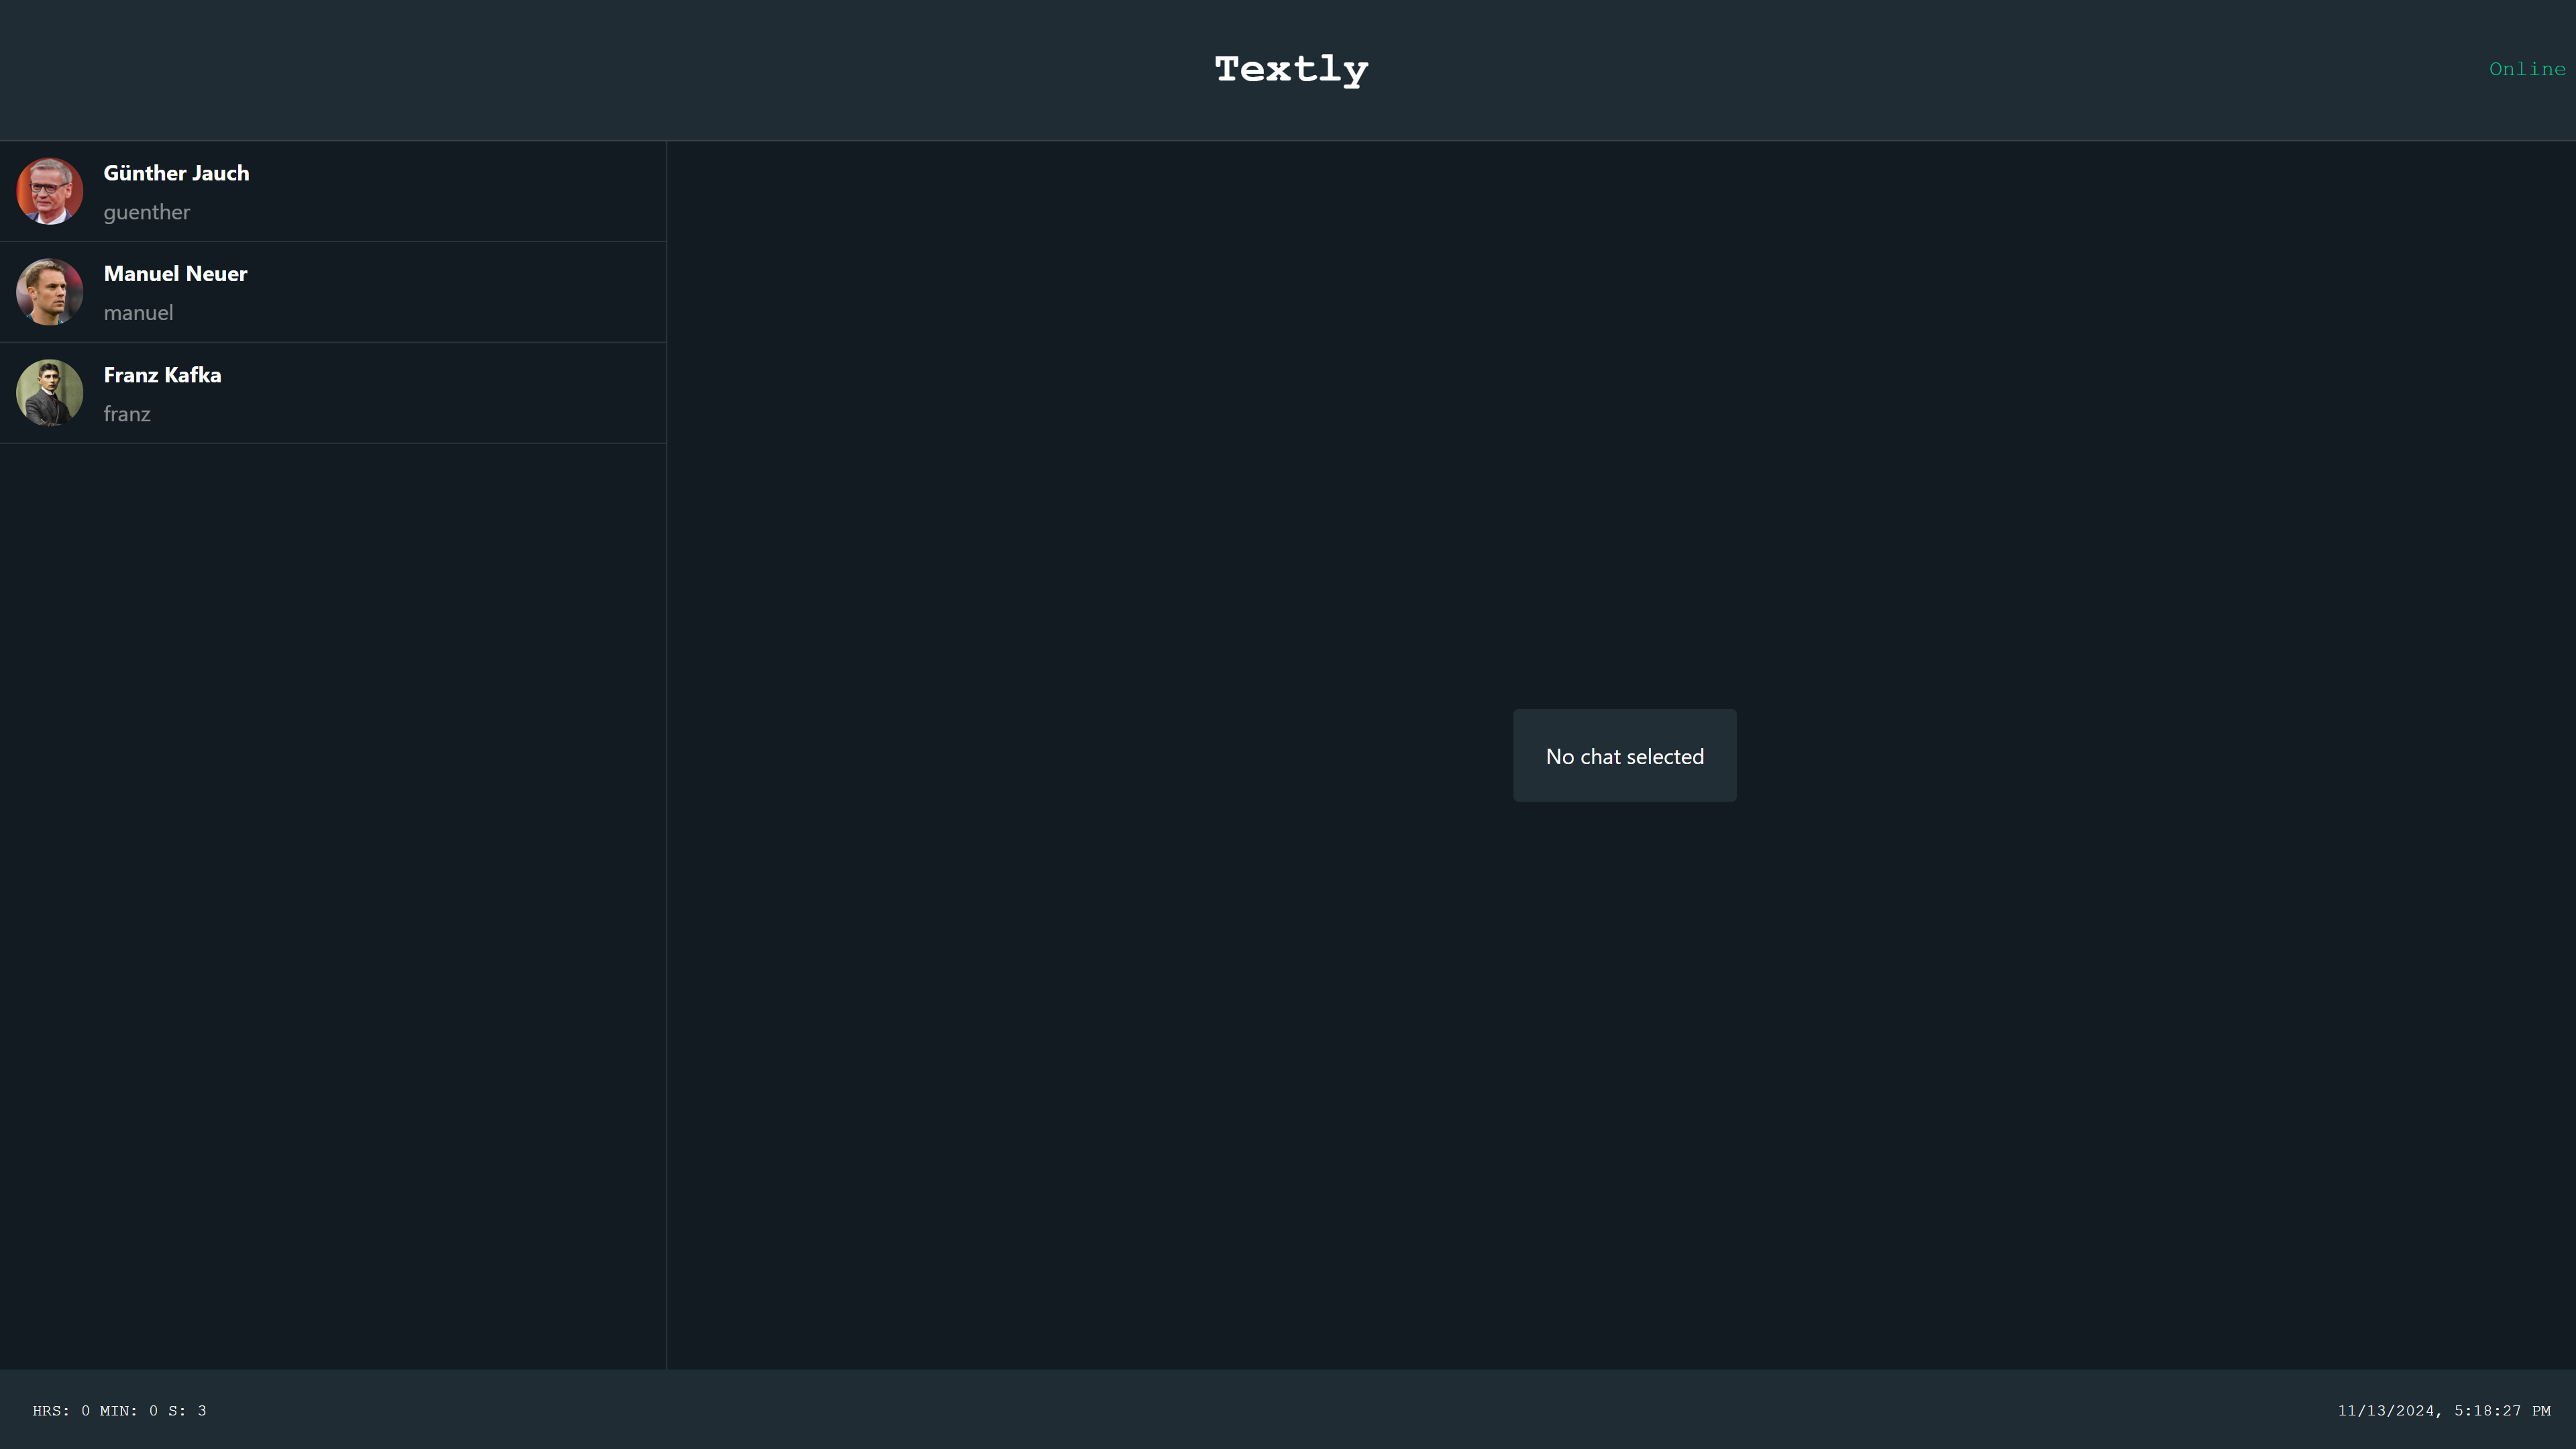 Textly
Online
Günther Jauch
guenther
Manuel Neuer
manuel
Franz Kafka
franz
No chat selected
HRS: 0 MIN: 0 S: 3
11/13/2024, 5:18:27 PM